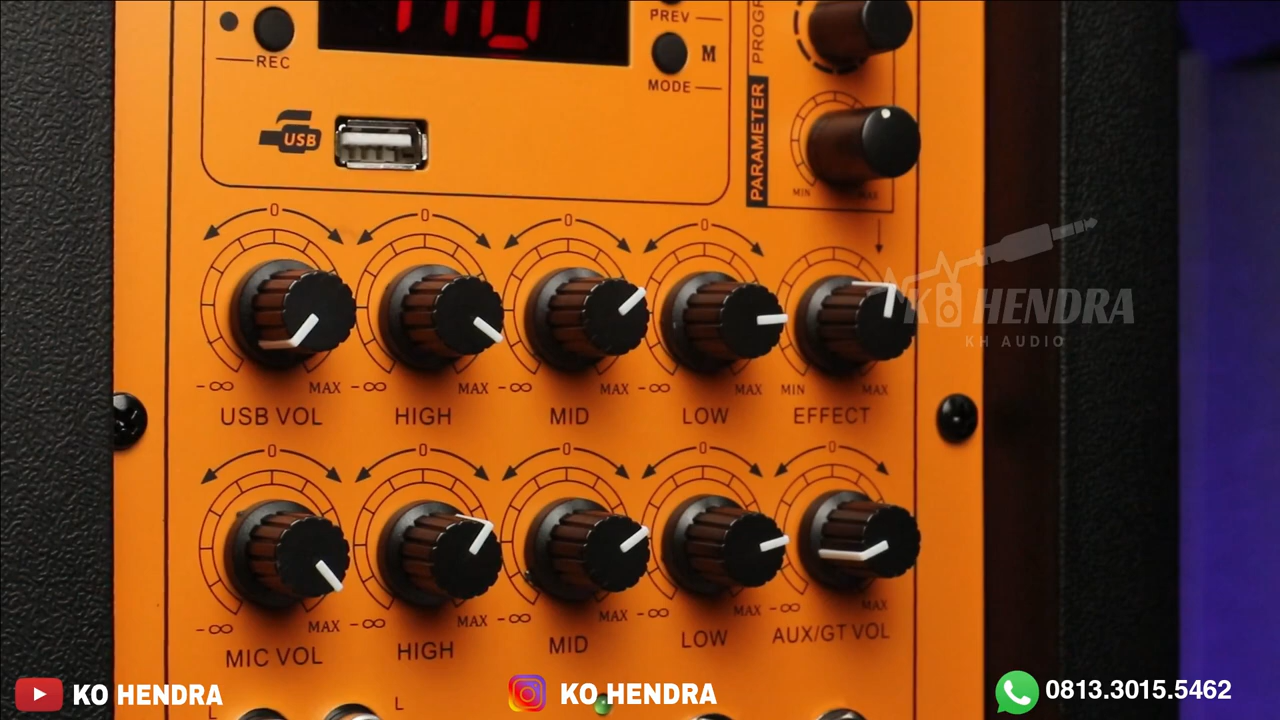 PREV
REC
M
MODE
PROGR
USB
PARAMETER
MIN MAX
0 0 0 0
KO HENDRA
KH AUDIO
-∞ MAX -∞ MAX -∞ MAX -∞ MAX MIN MAX
USB VOL HIGH MID LOW EFFECT
0 0 0 0 0
-∞ MAX -∞ MAX -∞ MAX -∞ MAX -∞ MAX
MIC VOL HIGH MID LOW AUX/GT VOL
KO HENDRA KO HENDRA 0813.3015.5462
L L